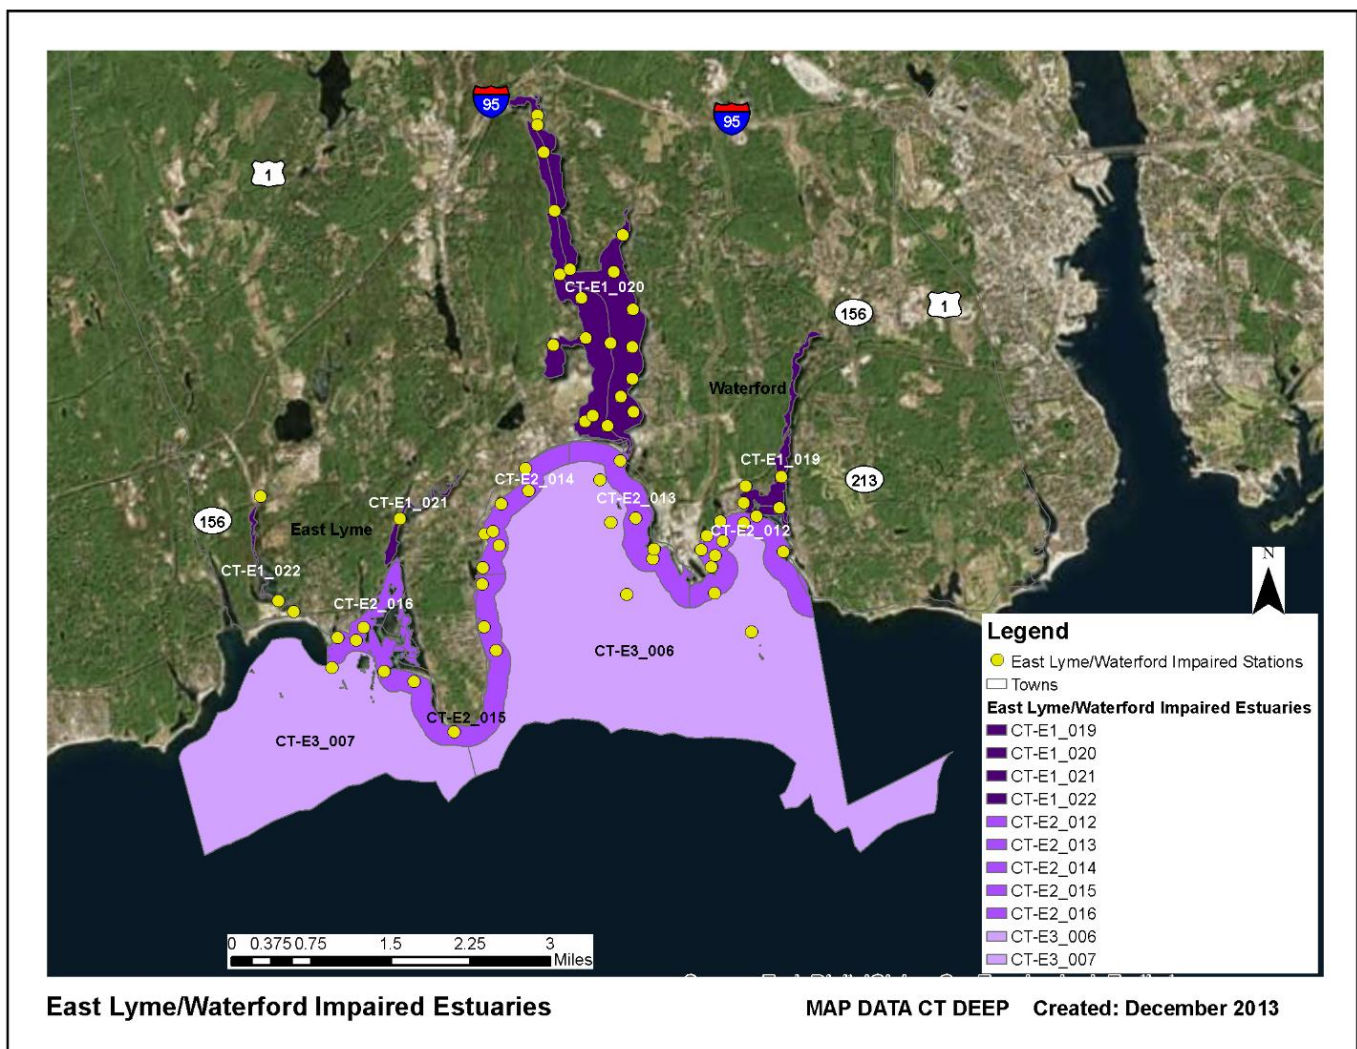 95
95
1
CT-E1_020
156
1
Waterford
CT-E1_019
213
CT-E2_014
CT-E2_013
CT-E1_021
156
East Lyme
CT-E2_012
CT-E1_022
CT-E2_016
N
CT-E3_006
CT-E2_015
CT-E3_007
Legend
East Lyme/Waterford Impaired Stations
Towns
East Lyme/Waterford Impaired Estuaries
CT-E1_019
CT-E1_020
CT-E1_021
CT-E1_022
CT-E2_012
CT-E2_013
CT-E2_014
CT-E2_015
CT-E2_016
CT-E3_006
CT-E3_007
0 0.375 0.75 1.5 2.25 3
Miles
East Lyme/Waterford Impaired Estuaries
MAP DATA CT DEEP Created: December 2013